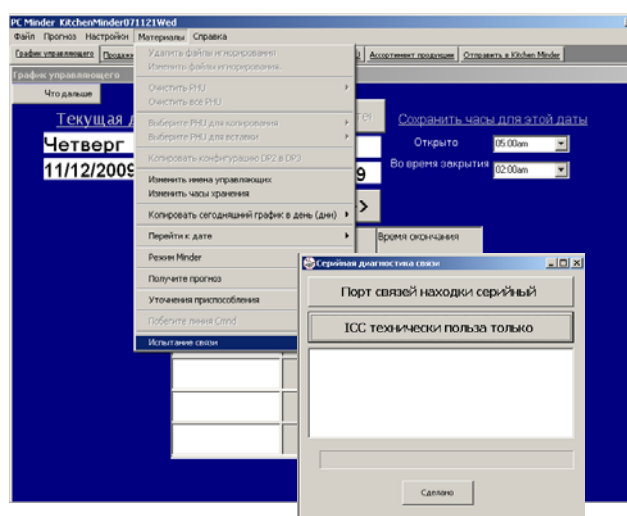 PC Minder KitchenMinder071121Wed
Файл Прогноз Настройки Материалы Справка
График управляющего
Ассортимент продукции Отправить в Kitchen Minder
График управляющего
Что дальше
Удалить файлы игнорирования
Изменить файлы игнорирования.
Очистить PHU
Очистить все PHU
Выберите PHU для копирования
Выберите PHU для вставки
Копировать конфигурацию DP2 в DP3
Изменить имена управляющих
Изменить часы хранения
Копировать сегодняшний график в день (дни)
Перейти к дате
Режим Minder
Получите прогноз
Уточнения приспособления
Побегите линия Cmnd
Испытание связи
Текущая
Четверг
11/12/2009
9
>
Сохранить часы для этой даты
Открыто 05:00am
Во время закрытия 02:00am
Время окончания
Серийная диагностика связи
Порт связей находки серийный
ICC технически польза только
Сделано